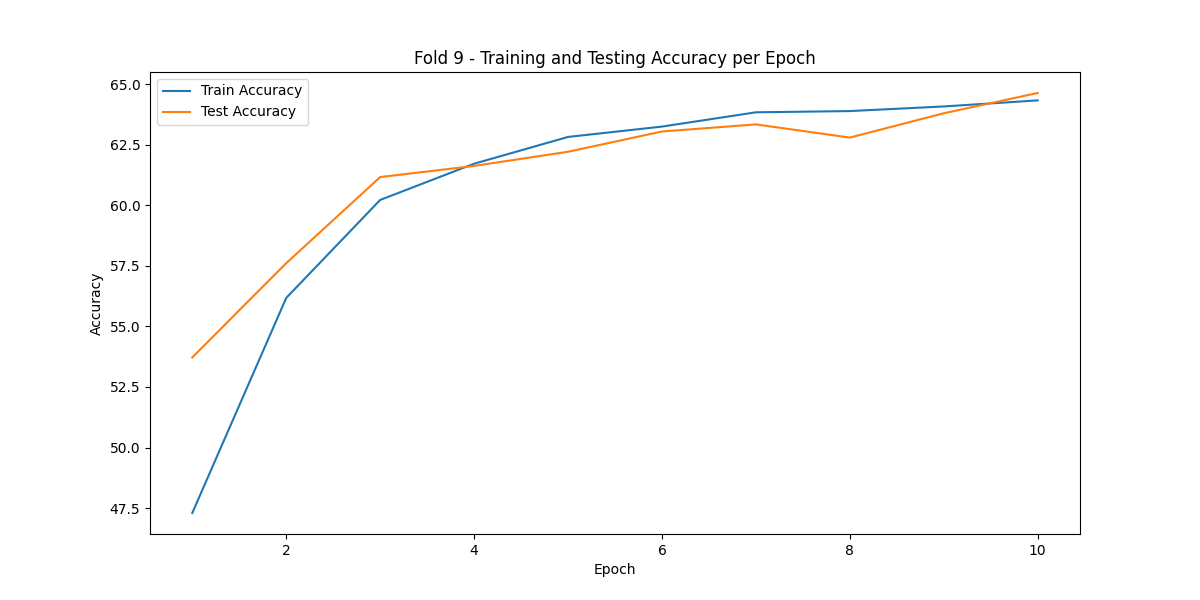 Fold 9 - Training and Testing Accuracy per Epoch
Train Accuracy
Test Accuracy
65.0
62.5
60.0
57.5
55.0
52.5
50.0
47.5
Accuracy
2 4 6 8 10
Epoch